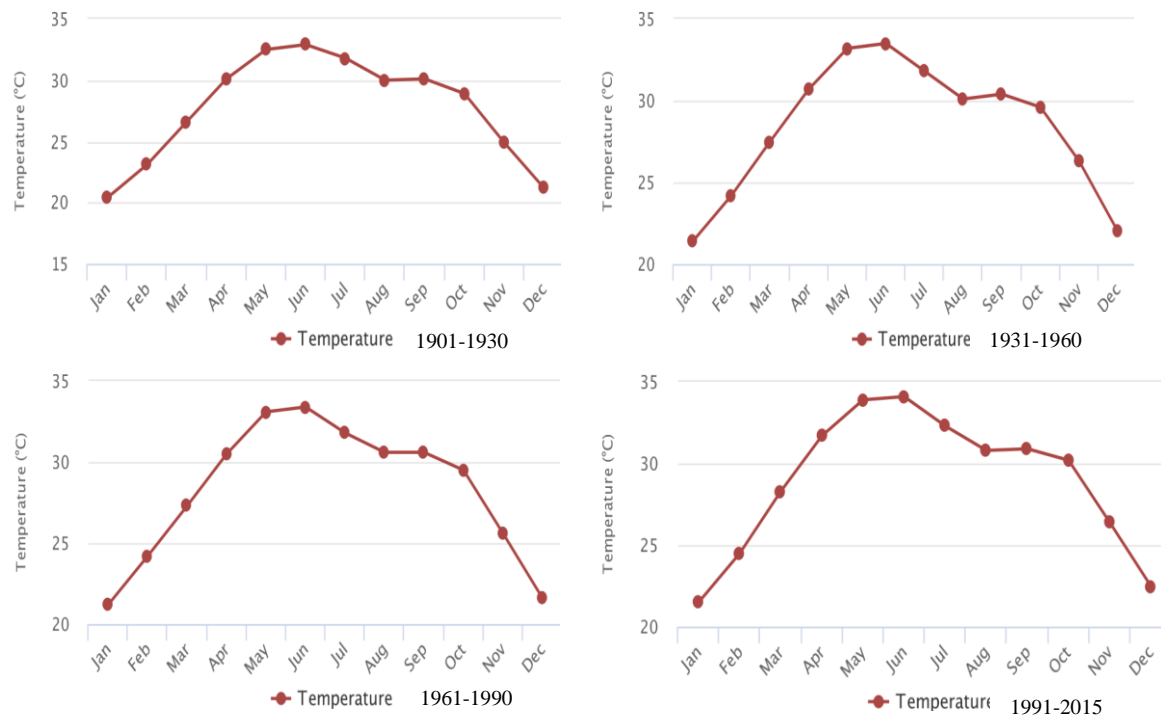 35
30
25
20
15
Temperature (°C)
Jan Feb Mar Apr May Jun Jul Aug Sep Oct Nov Dec
Temperature 1901-1930
35
30
25
20
Temperature (°C)
Jan Feb Mar Apr May Jun Jul Aug Sep Oct Nov Dec
Temperature 1931-1960
35
30
25
20
Temperature (°C)
Jan Feb Mar Apr May Jun Jul Aug Sep Oct Nov Dec
Temperature 1961-1990
35
30
25
20
Temperature (°C)
Jan Feb Mar Apr May Jun Jul Aug Sep Oct Nov Dec
Temperature 1991-2015